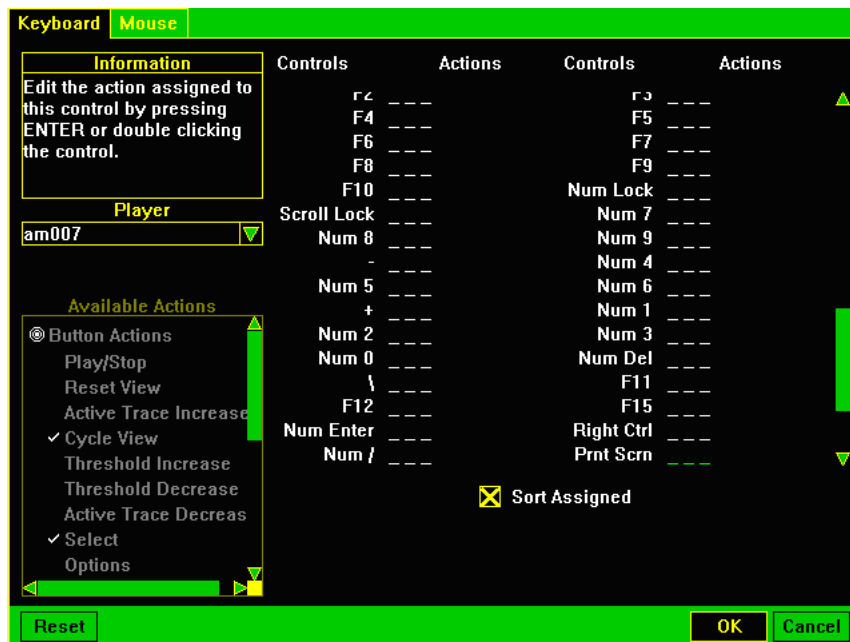 Keyboard Mouse
Information
Edit the action assigned to
this control by pressing
ENTER or double clicking
the control.
Player
am007
Available Actions
Button Actions
Play/Stop
Reset View
Active Trace Increase
Cycle View
Threshold Increase
Threshold Decrease
Active Trace Decreas
Select
Options
Controls Actions Controls Actions
F2 _ _ _ F3 _ _ _
F4 _ _ _ F5 _ _ _
F6 _ _ _ F7 _ _ _
F8 _ _ _ F9 _ _ _
F10 _ _ _ Num Lock _ _ _
Scroll Lock _ _ _ Num 7 _ _ _
Num 8 _ _ _ Num 9 _ _ _
- _ _ _ Num 4 _ _ _
Num 5 _ _ _ Num 6 _ _ _
+ _ _ _ Num 1 _ _ _
Num 2 _ _ _ Num 3 _ _ _
Num 0 _ _ _ Num Del _ _ _
\ _ _ _ F11 _ _ _
F12 _ _ _ F15 _ _ _
Num Enter _ _ _ Right Ctrl _ _ _
Num / _ _ _ Prnt Scrn _ _ _
Sort Assigned
Reset OK Cancel